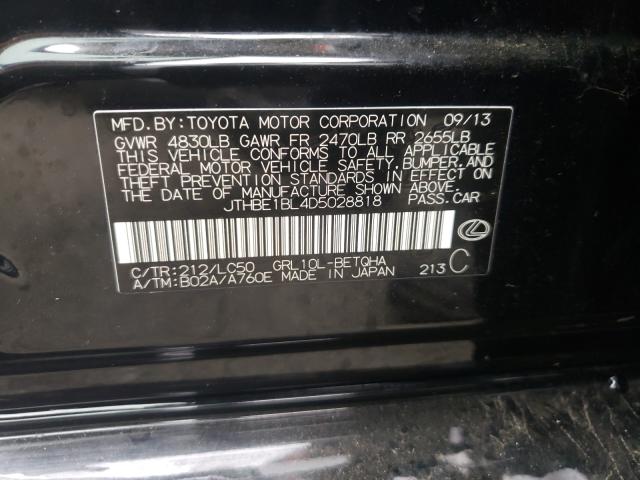 MFD.BY:TOYOTA MOTOR CORPORATION 09/13
GVWR 4830LB GAWR FR 2470LB RR 2655LB
THIS VEHICLE CONFORMS TO ALL APPLICABLE
FEDERAL MOTOR VEHICLE SAFETY,BUMPER,AND
THEFT PREVENTION STANDARDS IN EFFECT ON
THE DATE OF MANUFACTURE SHOWN ABOVE.
JTHBE1BL4D5028818 PASS.CAR
C/TR:212/LC50 GRL10L-BETQHA
A/TM:B02A/A760E MADE IN JAPAN 213 C